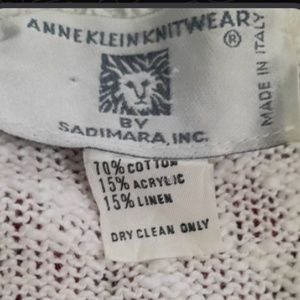 ANNE KLEIN KNITWEAR
®
BY
SADIMARA, INC.
MADE IN ITALY
70% COTTON
15% ACRYLIC
15% LINEN
DRY CLEAN ONLY